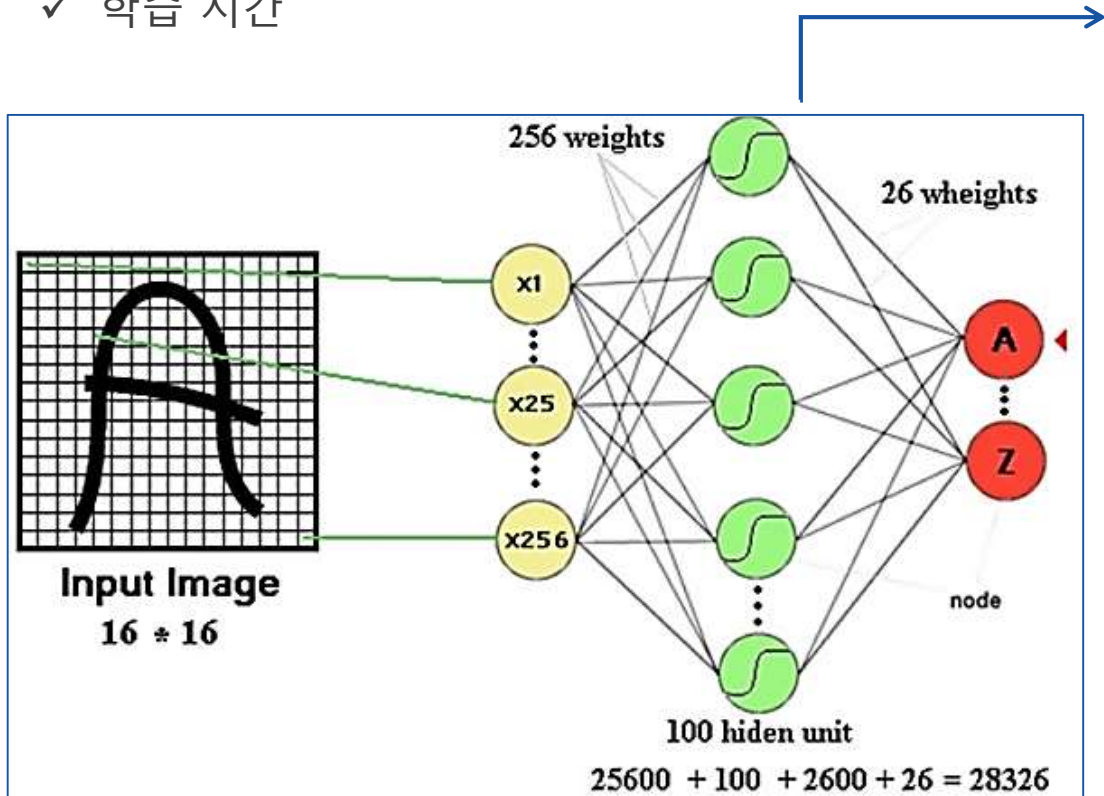 ✓ 학습 시간
256 weights
26 wheights
x1
x25
x256
A
Z
node
Input Image
16 * 16
100 hiden unit
25600 + 100 + 2600 + 26 = 28326